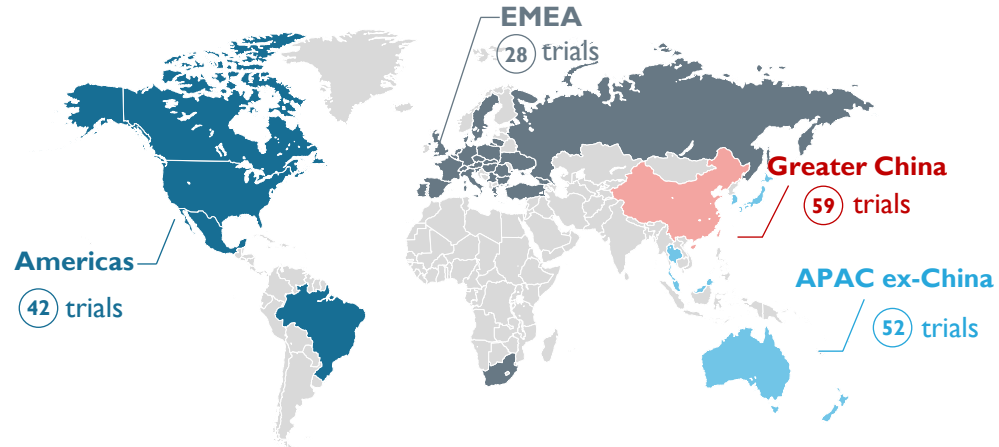 EMEA
28 trials
Greater China
59 trials
Americas
42 trials
APAC ex-China
52 trials